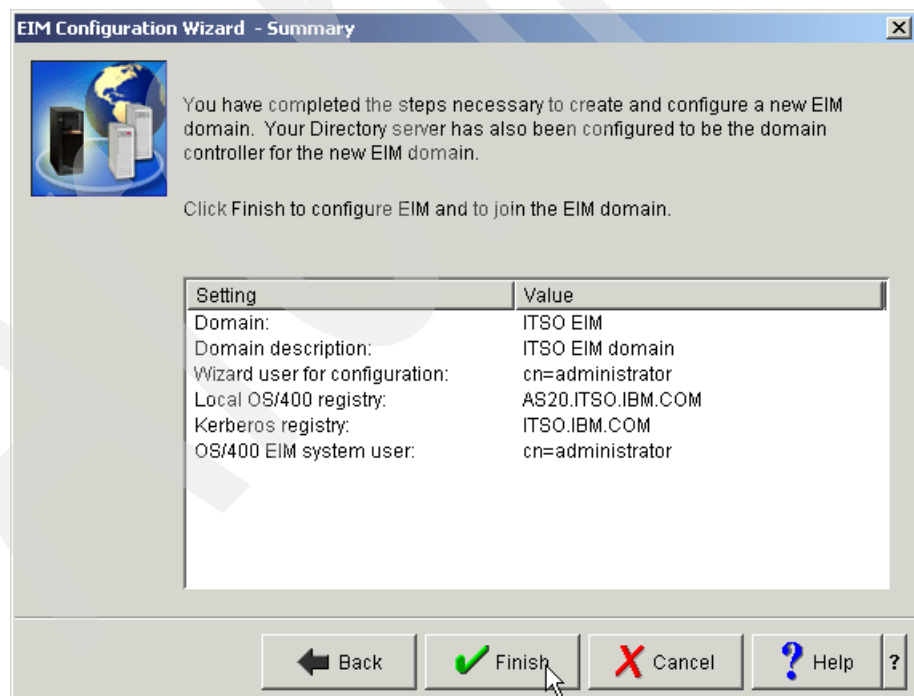 EIM Configuration Wizard - Summary
You have completed the steps necessary to create and configure a new EIM
domain. Your Directory server has also been configured to be the domain
controller for the new EIM domain.
Click Finish to configure EIM and to join the EIM domain.
Setting Value
Domain: ITSO EIM
Domain description: ITSO EIM domain
Wizard user for configuration: cn=administrator
Local OS/400 registry: AS20.ITSO.IBM.COM
Kerberos registry: ITSO.IBM.COM
OS/400 EIM system user: cn=administrator
Back Finish Cancel ? Help ?